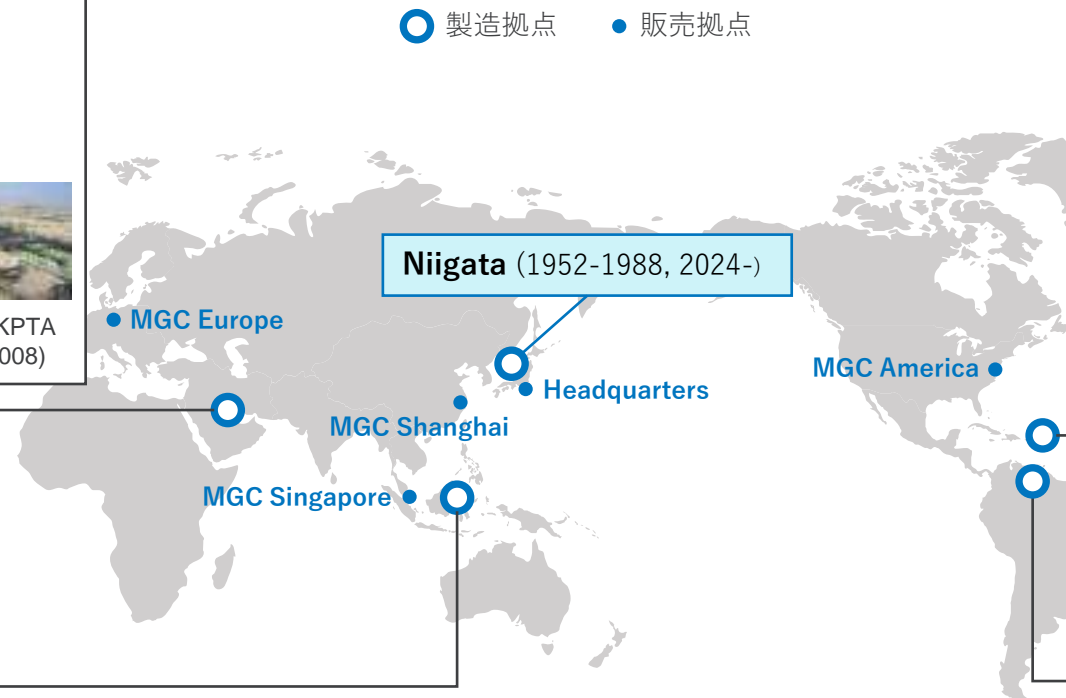 製造拠点 販売拠点
Niigata (1952-1988, 2024-)
KPTA
008)
MGC Europe
MGC America
Headquarters
MGC Shanghai
MGC Singapore